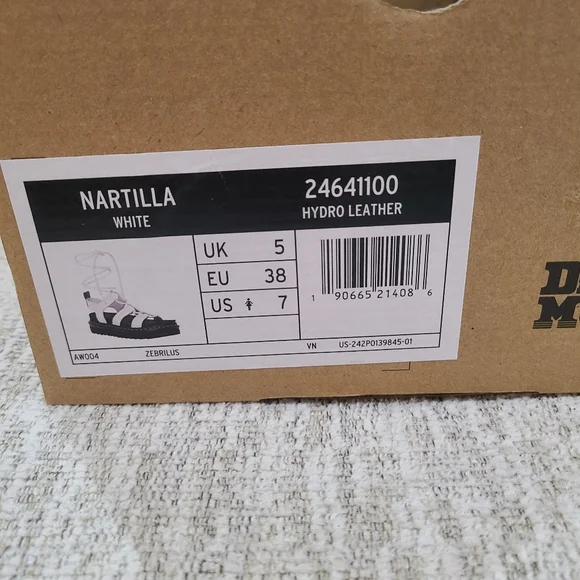 NARTILLA
WHITE
24641100
HYDRO LEATHER
UK 5
EU 38
US 7
1 90665 21408 6
AW004
ZEBRILUS
VN
US-242P0139845-01